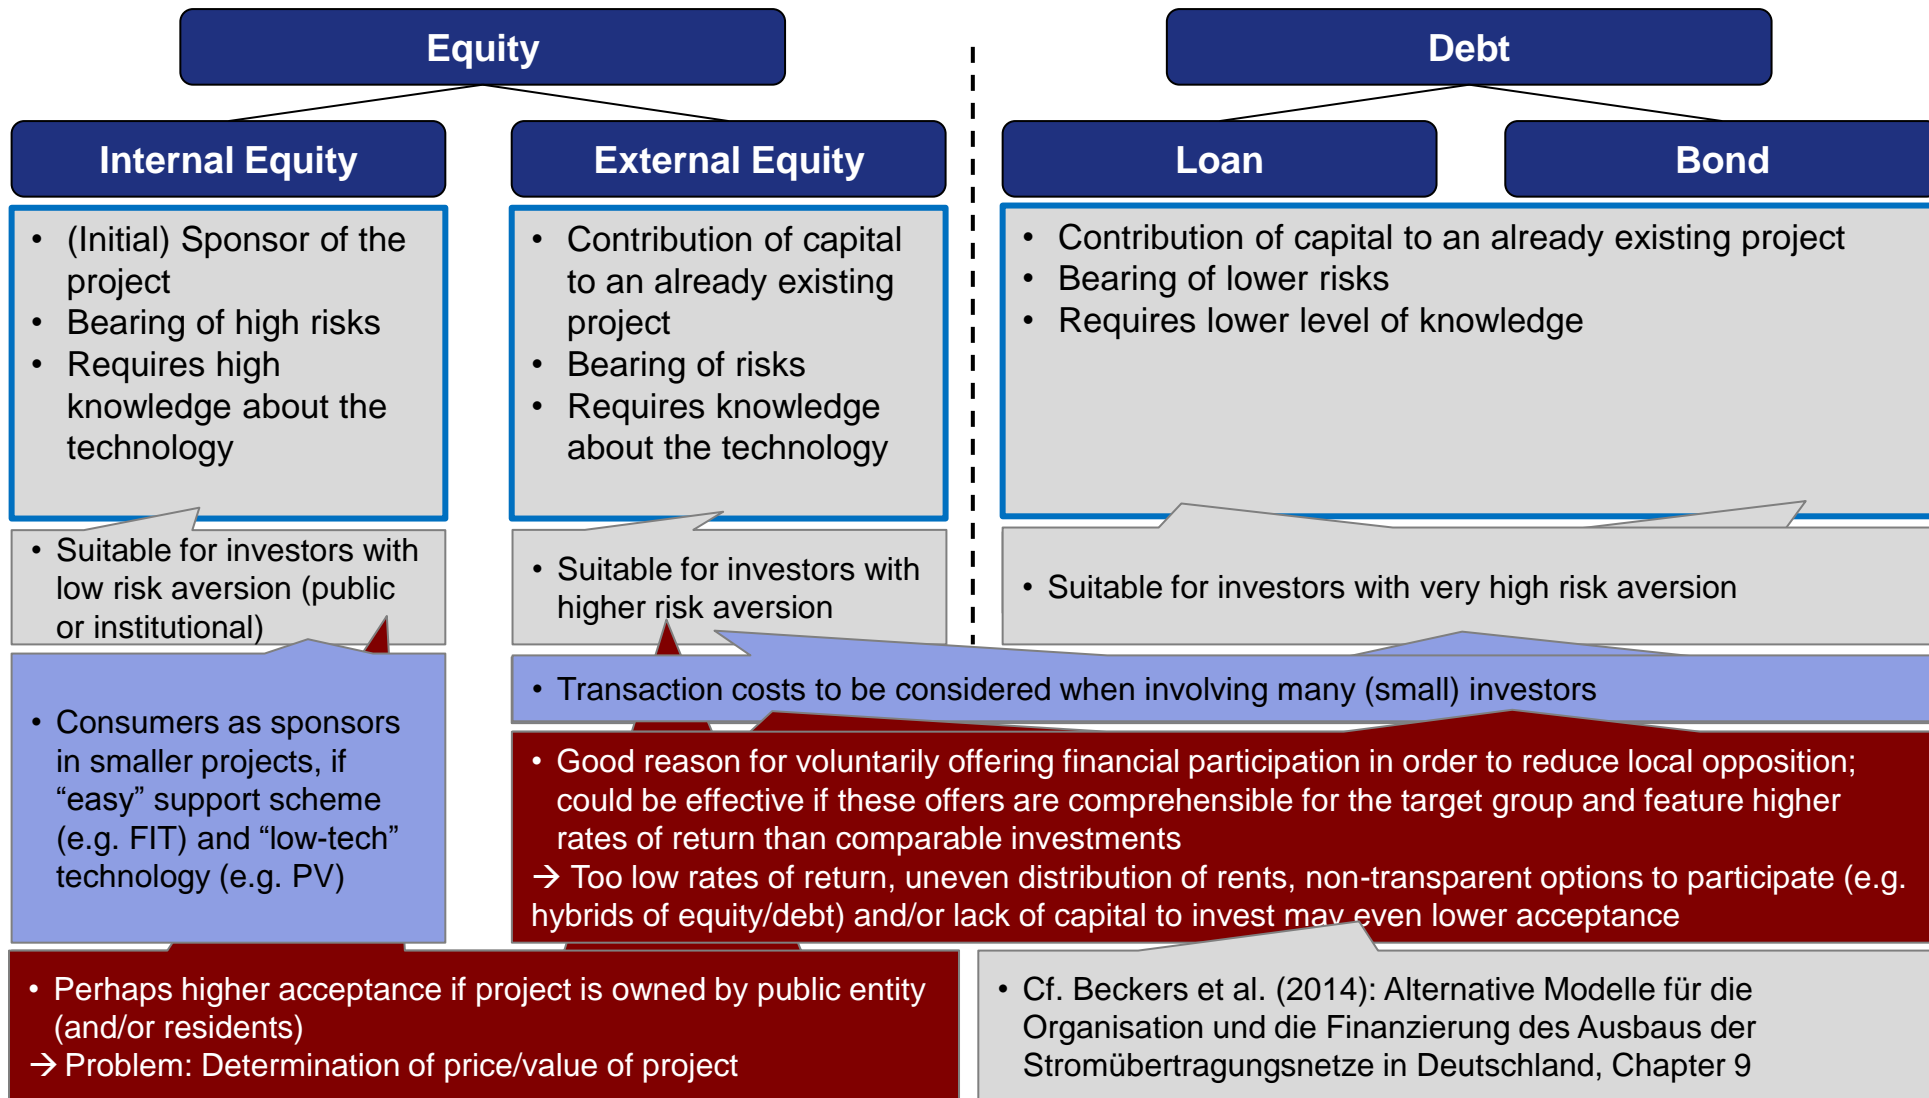 Equity
Debt
Internal Equity
External Equity
Loan
Bond
• (Initial) Sponsor of the
project
• Bearing of high risks
• Requires high
knowledge about the
technology
• Contribution of capital
to an already existing
project
• Bearing of risks
• Requires knowledge
about the technology
• Contribution of capital to an already existing project
• Bearing of lower risks
• Requires lower level of knowledge
• Suitable for investors with
low risk aversion (public
or institutional)
• Suitable for investors with
higher risk aversion
• Suitable for investors with very high risk aversion
• Consumers as sponsors
in smaller projects, if
“easy” support scheme
(e.g. FIT) and “low-tech”
technology (e.g. PV)
• Transaction costs to be considered when involving many (small) investors
• Good reason for voluntarily offering financial participation in order to reduce local opposition;
could be effective if these offers are comprehensible for the target group and feature higher
rates of return than comparable investments
→ Too low rates of return, uneven distribution of rents, non-transparent options to participate (e.g.
hybrids of equity/debt) and/or lack of capital to invest may even lower acceptance
• Perhaps higher acceptance if project is owned by public entity
(and/or residents)
→ Problem: Determination of price/value of project
• Cf. Beckers et al. (2014): Alternative Modelle für die
Organisation und die Finanzierung des Ausbaus der
Stromübertragungsnetze in Deutschland, Chapter 9